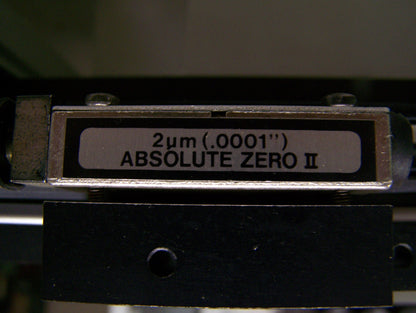 2µm (.0001")
ABSOLUTE ZERO II